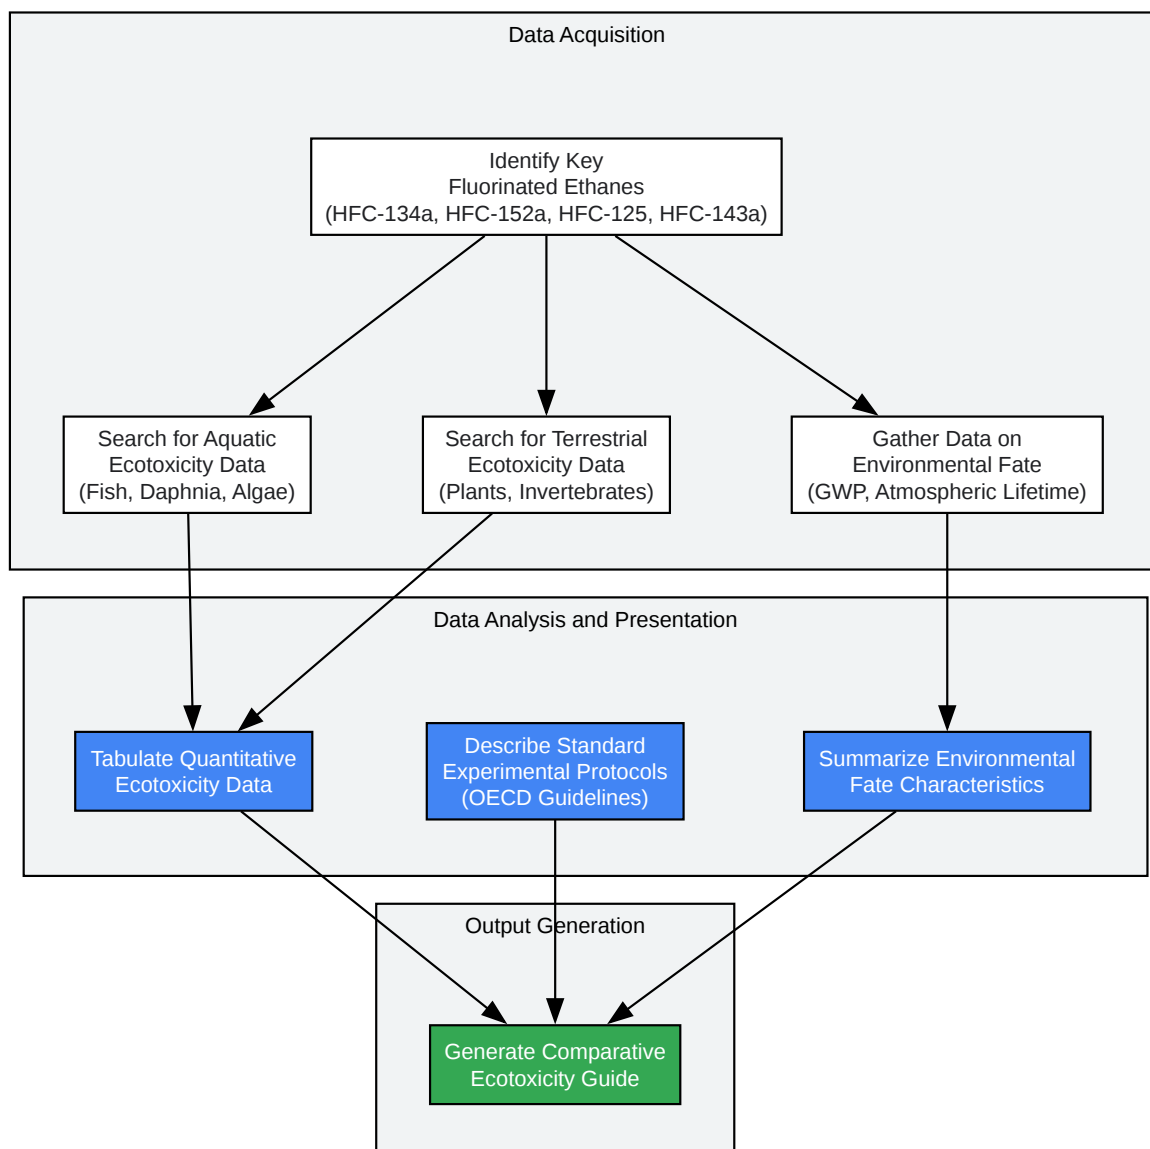 Data Acquisition
Identify Key
Fluorinated Ethanes
(HFC-134a, HFC-152a, HFC-125, HFC-143a)
Search for Aquatic
Ecotoxicity Data
(Fish, Daphnia, Algae)
Search for Terrestrial
Ecotoxicity Data
(Plants, Invertebrates)
Gather Data on
Environmental Fate
(GWP, Atmospheric Lifetime)
Data Analysis and Presentation
Tabulate Quantitative
Ecotoxicity Data
Describe Standard
Experimental Protocols
(OECD Guidelines)
Summarize Environmental
Fate Characteristics
Output Generation
Generate Comparative
Ecotoxicity Guide